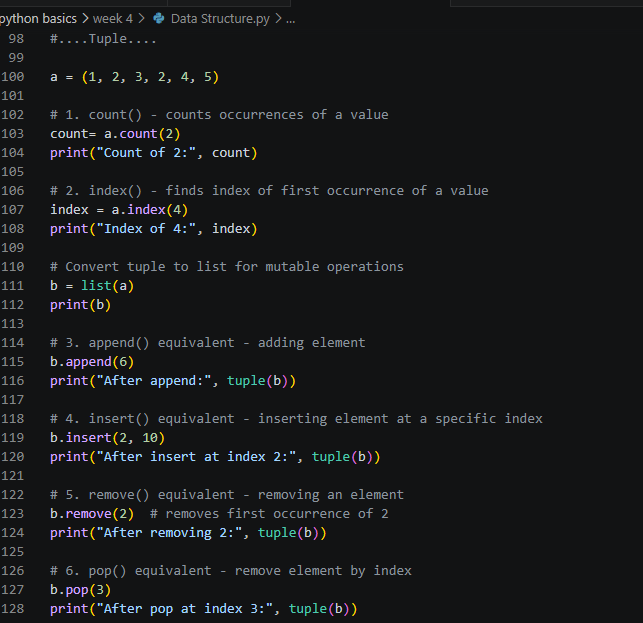 python basics > week 4 > Data Structure.py > ...
98 #....Tuple....
99
100 a = (1, 2, 3, 2, 4, 5)
101
102 # 1. count() - counts occurrences of a value
103 count= a.count(2)
104 print("Count of 2:", count)
105
106 # 2. index() - finds index of first occurrence of a value
107 index = a.index(4)
108 print("Index of 4:", index)
109
110 # Convert tuple to list for mutable operations
111 b = list(a)
112 print(b)
113
114 # 3. append() equivalent - adding element
115 b.append(6)
116 print("After append:", tuple(b))
117
118 # 4. insert() equivalent - inserting element at a specific index
119 b.insert(2, 10)
120 print("After insert at index 2:", tuple(b))
121
122 # 5. remove() equivalent - removing an element
123 b.remove(2)  # removes first occurrence of 2
124 print("After removing 2:", tuple(b))
125
126 # 6. pop() equivalent - remove element by index
127 b.pop(3)
128 print("After pop at index 3:", tuple(b))